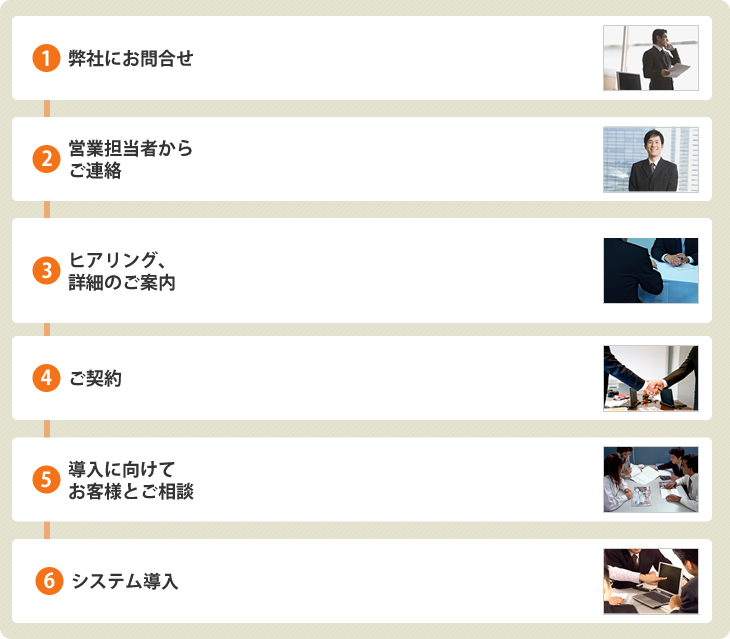 1 弊社にお問合せ
2 営業担当者から
ご連絡
3 ヒアリング、
詳細のご案内
4 ご契約
5 導入に向けて
お客様とご相談
6 システム導入